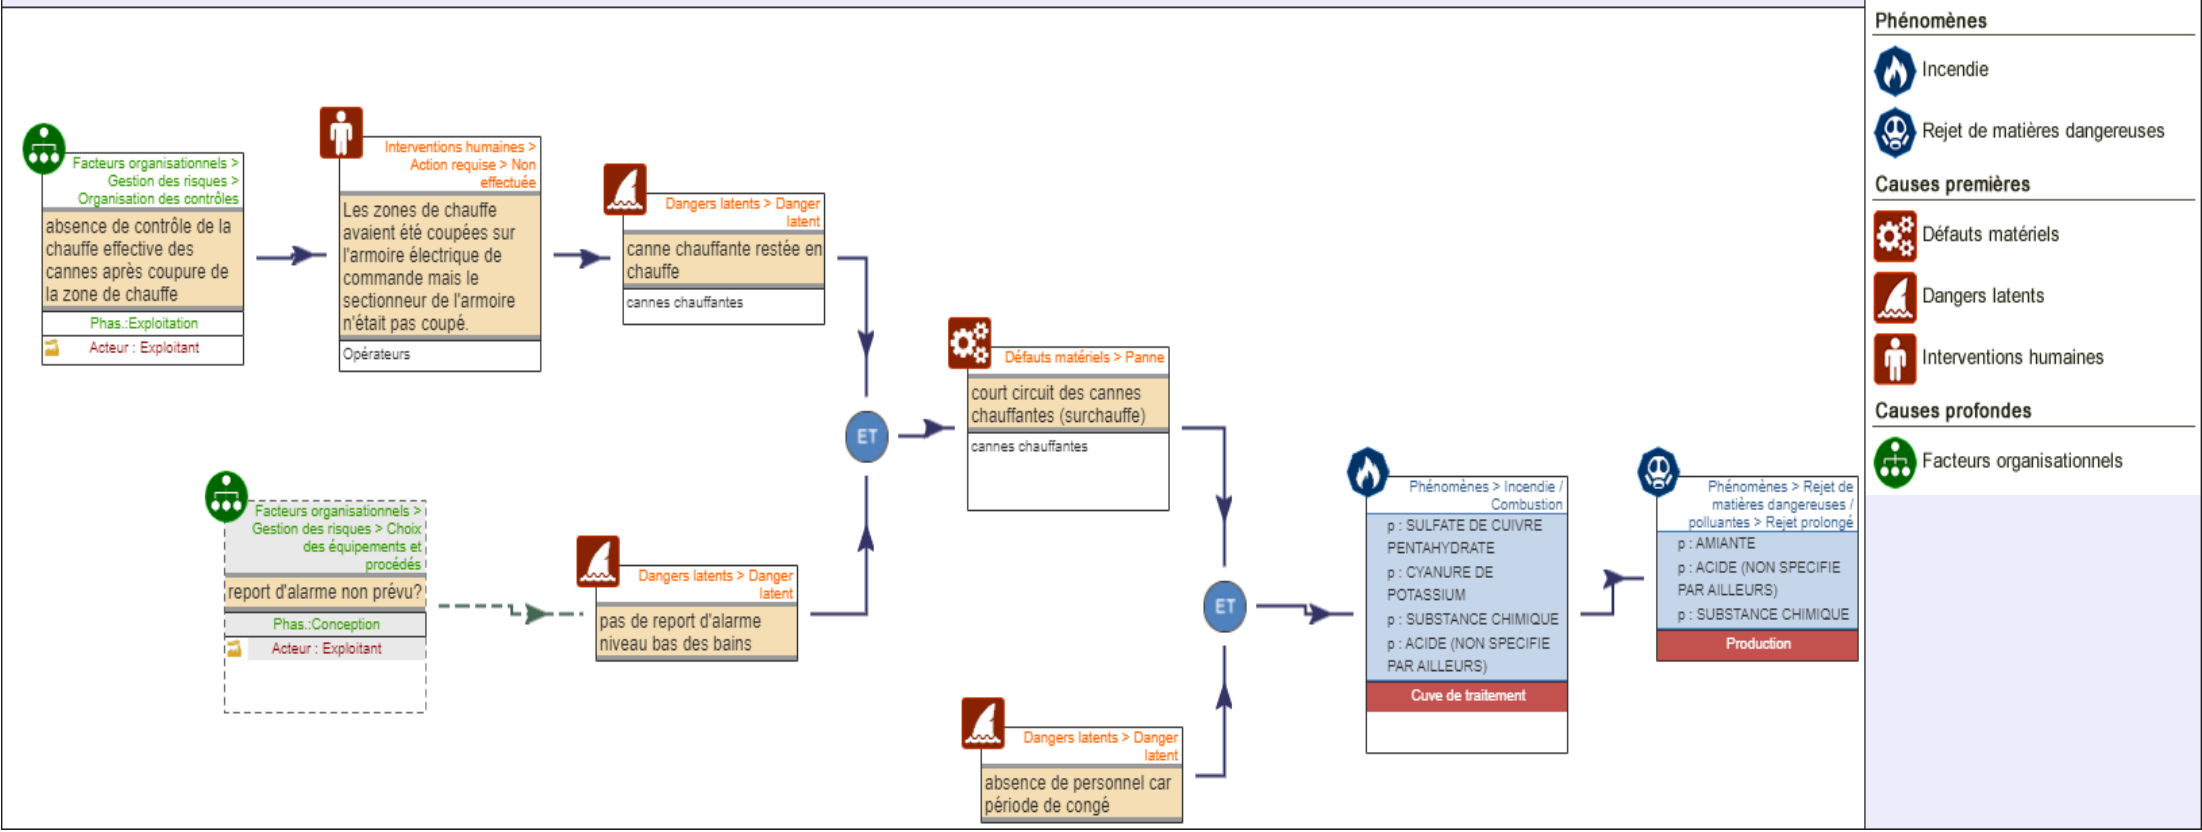 Facteurs organisationnels >
Gestion des risques >
Organisation des contrôles
absence de contrôle de la
chauffe effective des
cannes après coupure de
la zone de chauffe
Phas.:Exploitation
Acteur : Exploitant
Interventions humaines >
Action requise > Non
effectuée
Les zones de chauffe
avaient été coupées sur
l'armoire électrique de
commande mais le
sectionneur de l'armoire
n'était pas coupé.
Opérateurs
Dangers latents > Danger
latent
canne chauffante restée en
chauffe
cannes chauffantes
Facteurs organisationnels >
Gestion des risques > Choix
des équipements et
procédés
report d'alarme non prévu?
Phas.:Conception
Acteur : Exploitant
Dangers latents > Danger
latent
pas de report d'alarme
niveau bas des bains
ET
Défauts matériels > Panne
court circuit des cannes
chauffantes (surchauffe)
cannes chauffantes
Dangers latents > Danger
latent
absence de personnel car
période de congé
ET
Phénomènes > Incendie /
Combustion
p : SULFATE DE CUIVRE
PENTAHYDRATE
p : CYANURE DE
POTASSIUM
p : SUBSTANCE CHIMIQUE
p : ACIDE (NON SPECIFIE
PAR AILLEURS)
Cuve de traitement
Phénomènes > Rejet de
matières dangereuses /
polluantes > Rejet prolongé
p : AMIANTE
p : ACIDE (NON SPECIFIE
PAR AILLEURS)
p : SUBSTANCE CHIMIQUE
Production
Phénomènes
Incendie
Rejet de matières dangereuses
Causes premières
Défauts matériels
Dangers latents
Interventions humaines
Causes profondes
Facteurs organisationnels